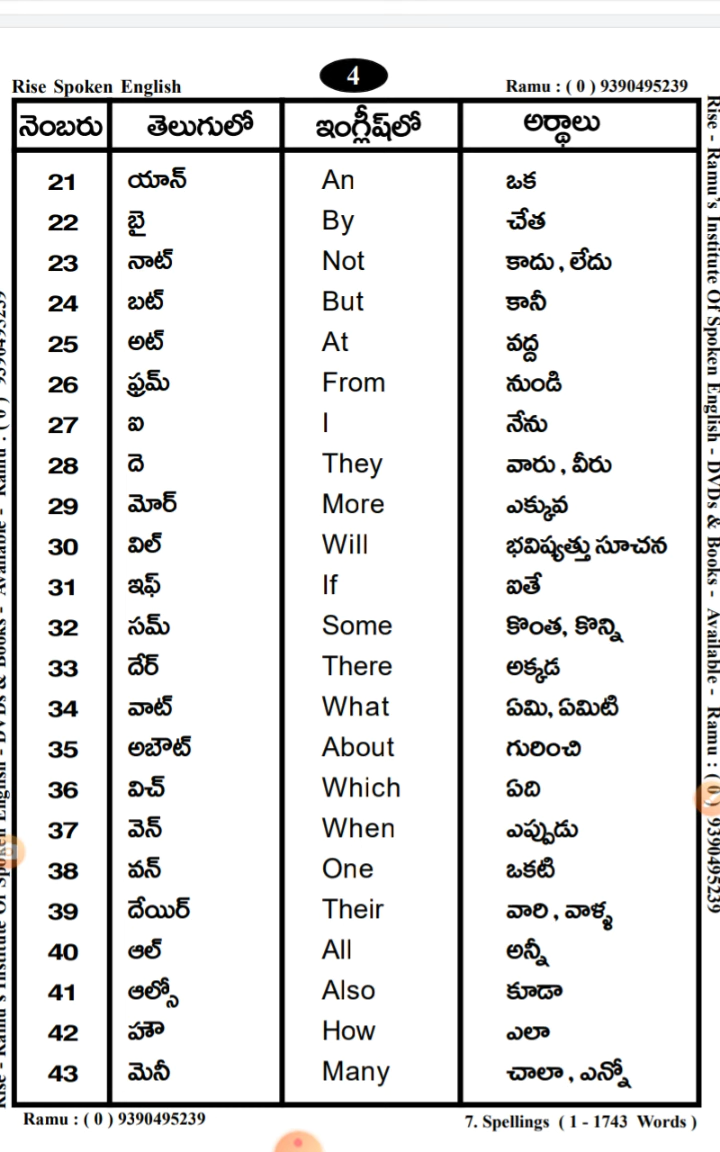 4
Rise Spoken English Ramu : ( 0 ) 9390495239
నెంబరు తెలుగులో ఇంగ్లీష్‌లో అర్థాలు
21 యాన్ An ఒక
22 బై By చేత
23 నాట్ Not కాదు , లేదు
24 బట్ But కానీ
25 అట్ At వద్ద
26 ఫ్రమ్ From నుండి
27 ఐ I నేను
28 దె They వారు , వీరు
29 మోర్ More ఎక్కువ
30 విల్ Will భవిష్యత్తు సూచన
31 ఇఫ్ If ఐతే
32 సమ్ Some కొంత, కొన్ని
33 దేర్ There అక్కడ
34 వాట్ What ఏమి, ఏమిటి
35 అబౌట్ About గురించి
36 విచ్ Which ఏది
37 వెన్ When ఎప్పుడు
38 వన్ One ఒకటి
39 దేయిర్ Their వారి , వాళ్ళ
40 ఆల్ All అన్నీ
41 ఆల్సో Also కూడా
42 హౌ How ఎలా
43 మెనీ Many చాలా , ఎన్నో
Ramu : ( 0 ) 9390495239 7. Spellings ( 1 - 1743 Words )
Rise - Ramu's Institute Of Spoken English - DVDs & Books - Available - Ramu : ( 0 ) 9390495239